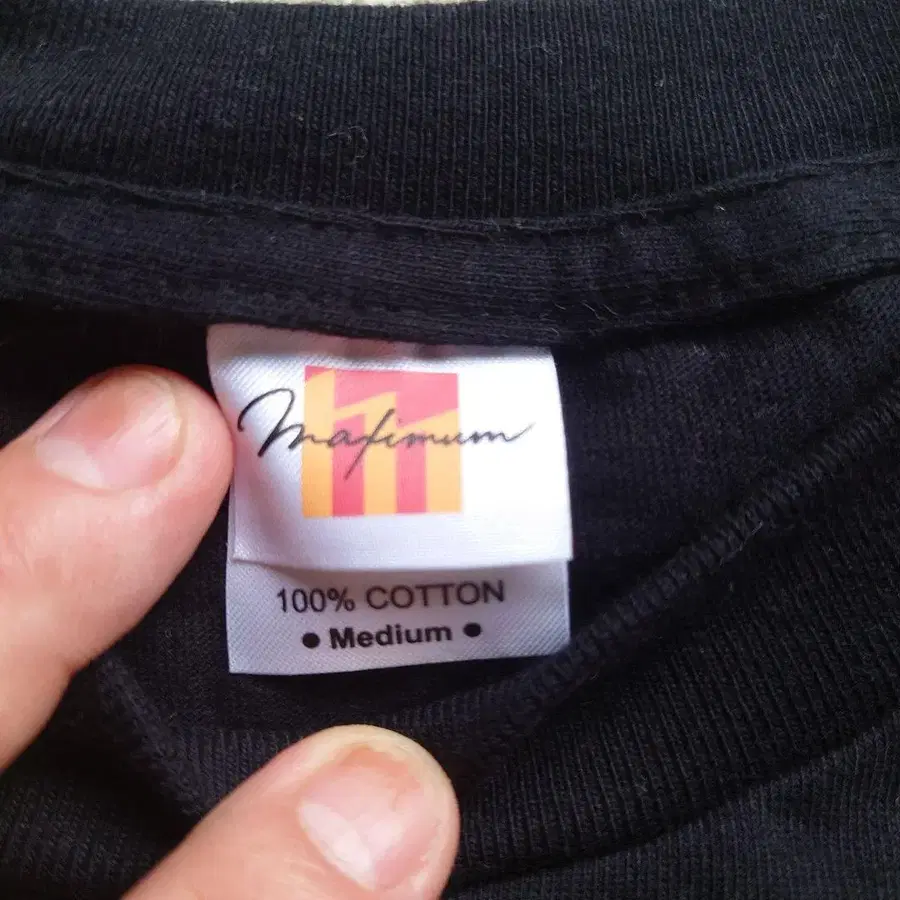 Mafimum
100% COTTON
• Medium •